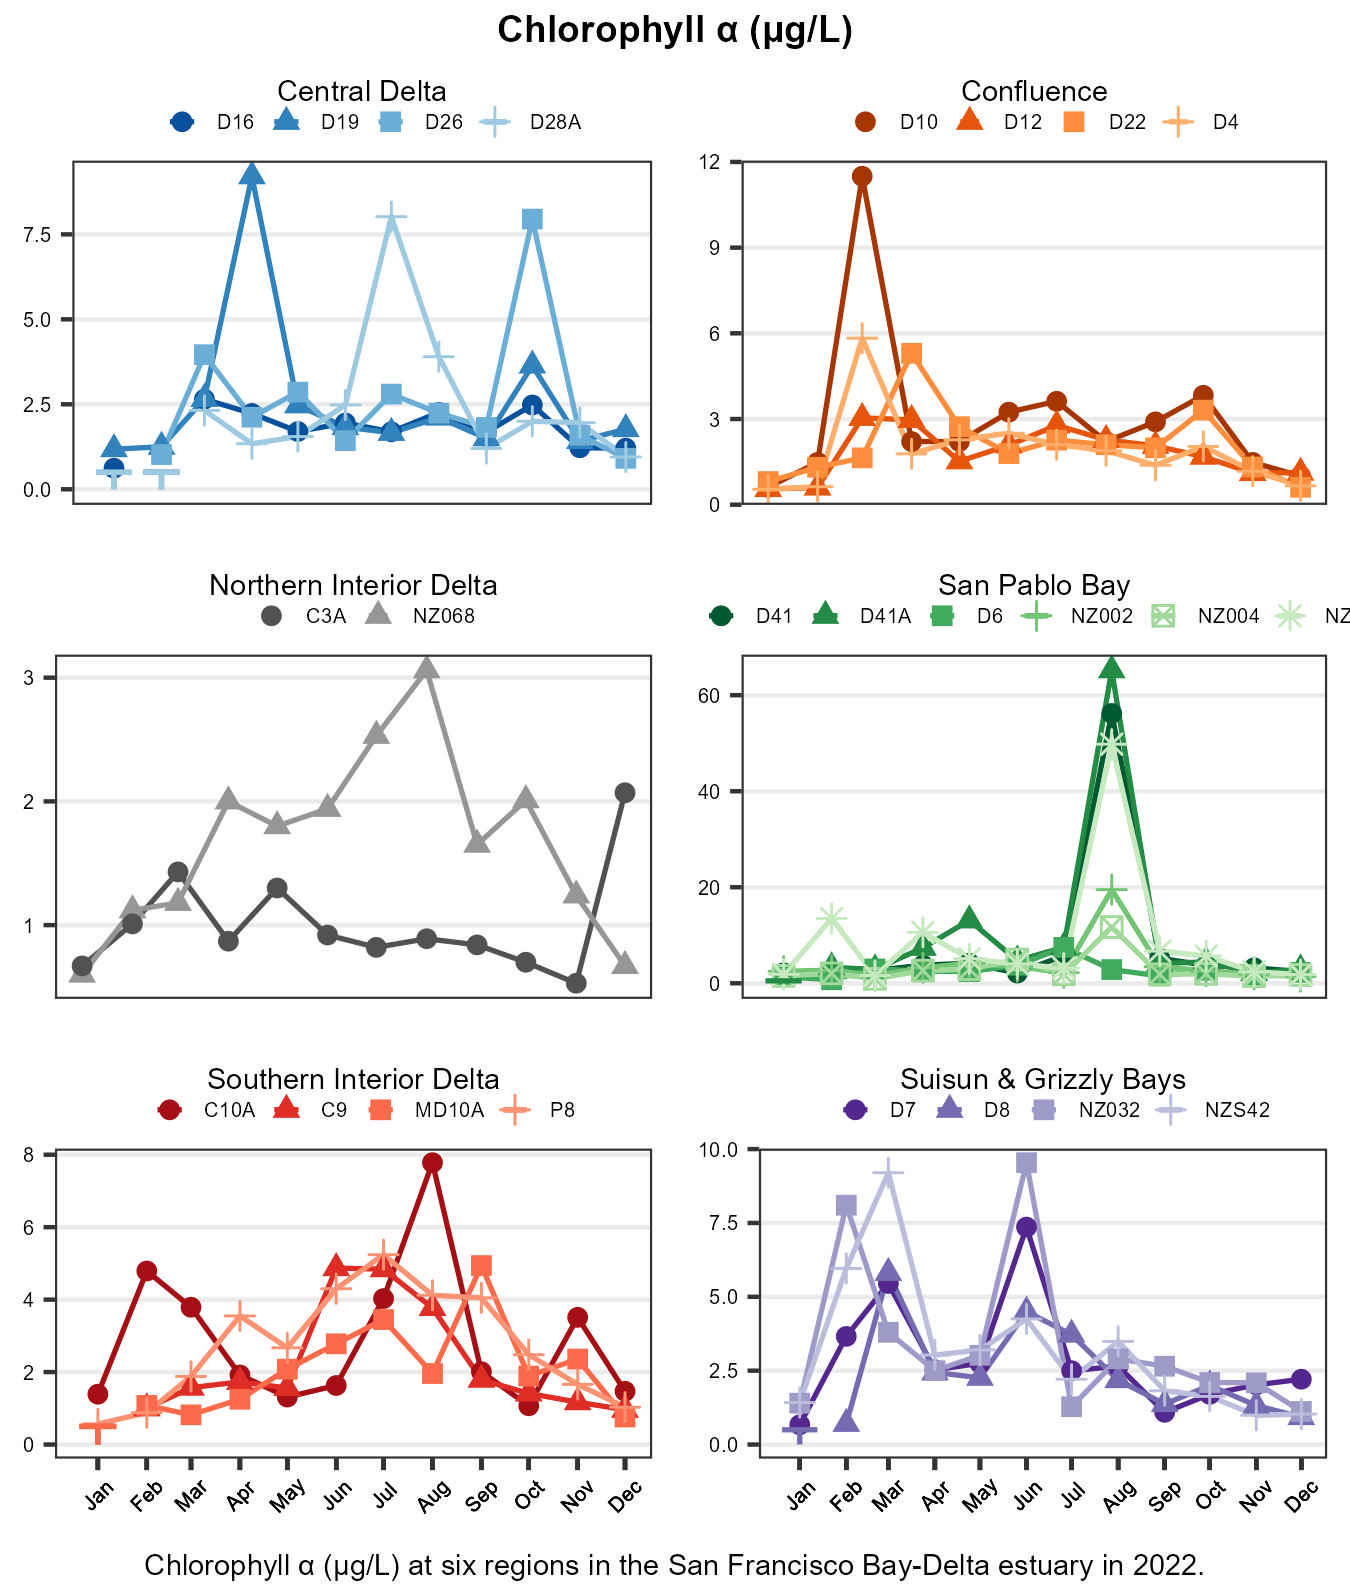 Chlorophyll α (µg/L)
Central Delta
D16 D19 D26 D28A
7.5
5.0
2.5
0.0
Confluence
D10 D12 D22 D4
12
9
6
3
0
Northern Interior Delta
C3A NZ068
3
2
1
San Pablo Bay
D41 D41A D6 NZ002 NZ004 NZ
60
40
20
0
Southern Interior Delta
C10A C9 MD10A P8
8
6
4
2
0
Jan Feb Mar Apr May Jun Jul Aug Sep Oct Nov Dec
Suisun & Grizzly Bays
D7 D8 NZ032 NZS42
10.0
7.5
5.0
2.5
0.0
Jan Feb Mar Apr May Jun Jul Aug Sep Oct Nov Dec
Chlorophyll α (µg/L) at six regions in the San Francisco Bay-Delta estuary in 2022.